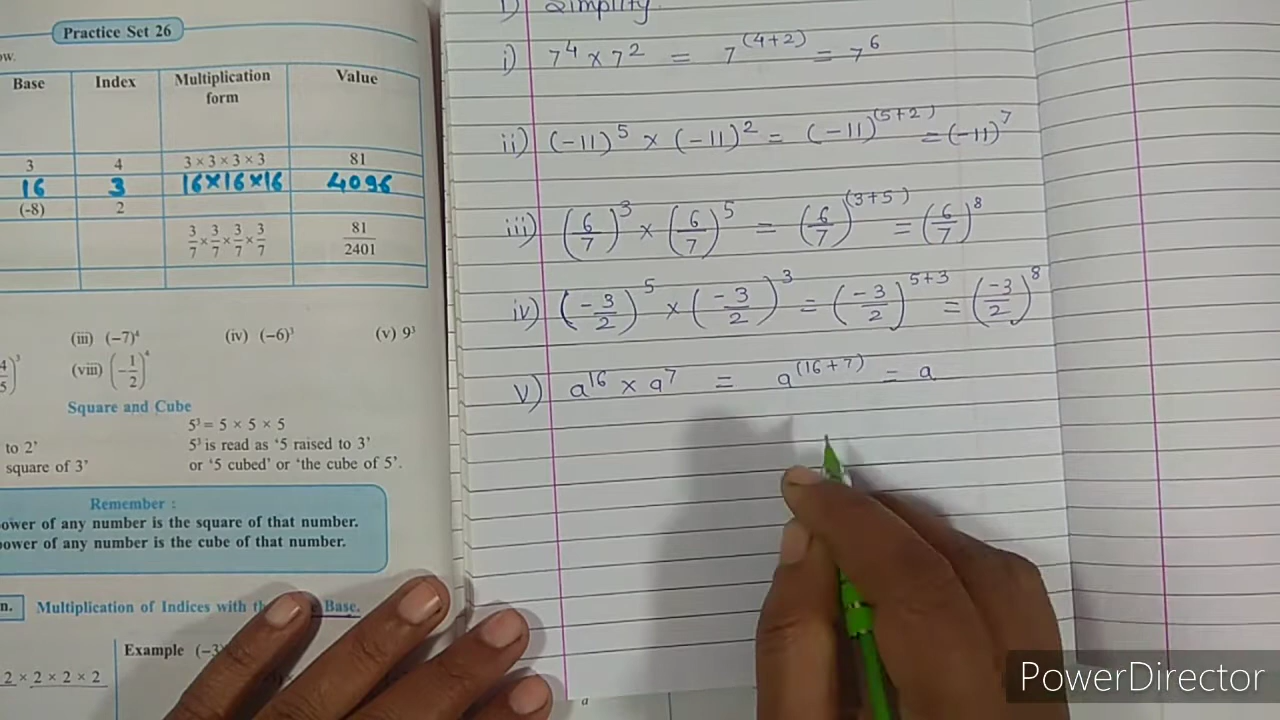 Practice Set 26
ow.
Base Index Multiplication form Value
3 4 3 × 3 × 3 × 3 81
16 3 16×16×16 4096
(-8) 2
3/7 × 3/7 × 3/7 × 3/7 81/2401
(iii) (−7)⁴ (iv) (−6)³ (v) 9³
4/5)³ (viii) (−1/2)⁴
Square and Cube
5³ = 5 × 5 × 5
to 2’ 5³ is read as ‘5 raised to 3’
square of 3’ or ‘5 cubed’ or ‘the cube of 5’.
Remember :
ower of any number is the square of that number.
ower of any number is the cube of that number.
n. Multiplication of Indices with Base.
Example (−3
2 × 2 × 2 × 2
1) Simplify
i) 7⁴ × 7² = 7⁽⁴⁺²⁾ = 7⁶
ii) (-11)⁵ × (-11)² = (-11)⁽⁵⁺²⁾ = (-11)⁷
iii) (6/7)³ × (6/7)⁵ = (6/7)⁽³⁺⁵⁾ = (6/7)⁸
iv) (-3/2)⁵ × (-3/2)³ = (-3/2)⁵⁺³ = (-3/2)⁸
v) a¹⁶ × a⁷ = a⁽¹⁶⁺⁷⁾ = a
a
PowerDirector